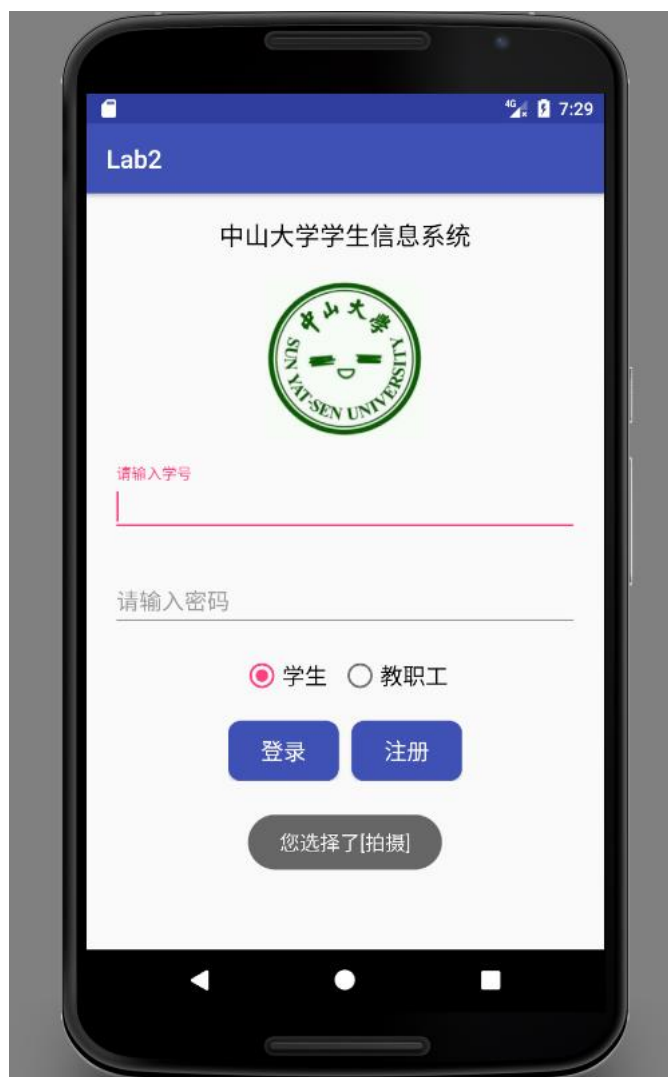 4G 7:29
Lab2
中山大学学生信息系统
中山大學
SUN YAT-SEN UNIVERSITY
请输入学号
请输入密码
学生 教职工
登录 注册
您选择了[拍摄]